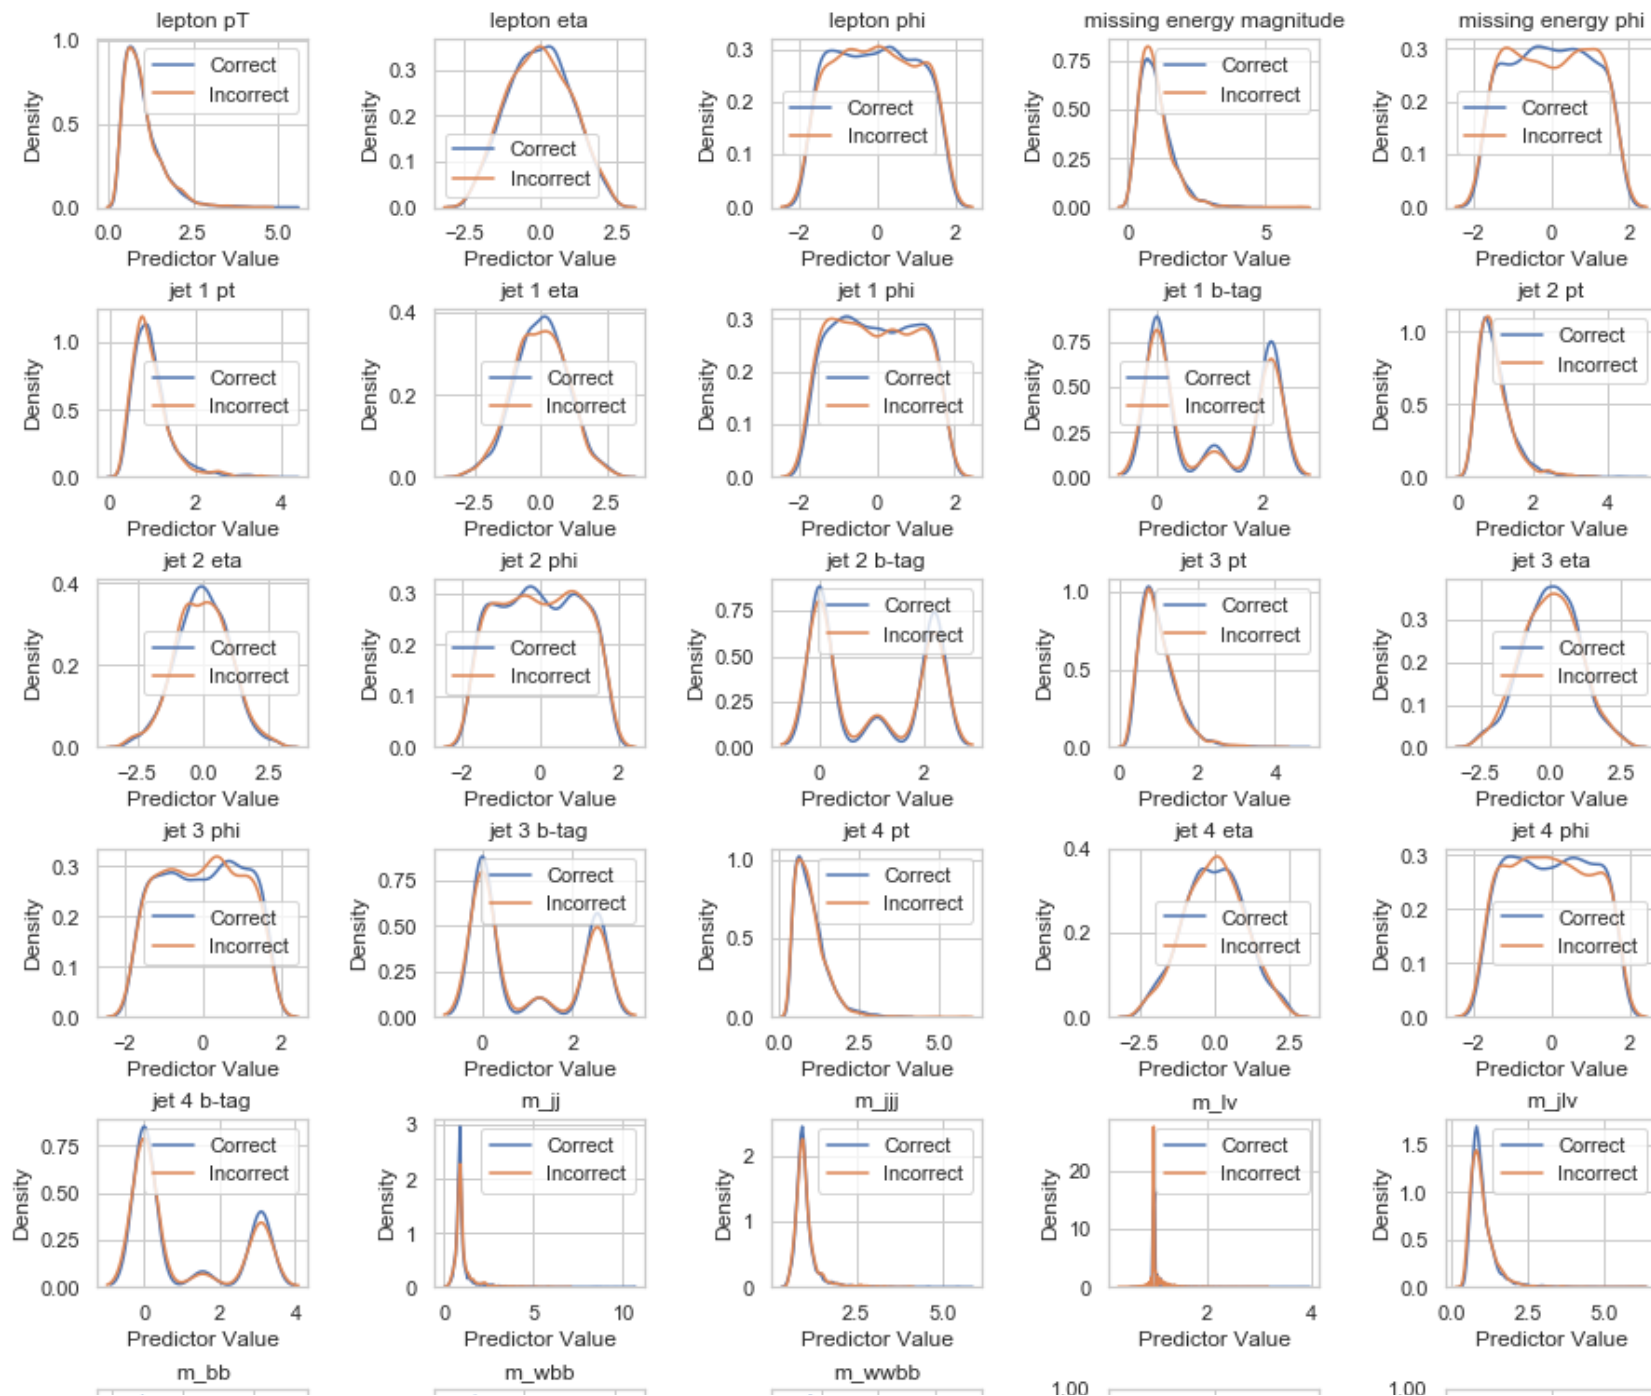 lepton pT
1.0
0.5
0.0
Density
Correct
Incorrect
0.0 2.5 5.0
Predictor Value
lepton eta
0.3
0.2
0.1
0.0
Density
Correct
Incorrect
−2.5 0.0 2.5
Predictor Value
lepton phi
0.3
0.2
0.1
0.0
Density
Correct
Incorrect
−2 0 2
Predictor Value
missing energy magnitude
0.75
0.50
0.25
0.00
Density
Correct
Incorrect
0 5
Predictor Value
missing energy phi
0.3
0.2
0.1
0.0
Density
Correct
Incorrect
−2 0 2
Predictor Value
jet 1 pt
1.0
0.5
0.0
Density
Correct
Incorrect
0 2 4
Predictor Value
jet 1 eta
0.4
0.2
0.0
Density
Correct
Incorrect
−2.5 0.0 2.5
Predictor Value
jet 1 phi
0.3
0.2
0.1
0.0
Density
Correct
Incorrect
−2 0 2
Predictor Value
jet 1 b-tag
0.75
0.50
0.25
0.00
Density
Correct
Incorrect
0 2
Predictor Value
jet 2 pt
1.0
0.5
0.0
Density
Correct
Incorrect
0 2 4
Predictor Value
jet 2 eta
0.4
0.2
0.0
Density
Correct
Incorrect
−2.5 0.0 2.5
Predictor Value
jet 2 phi
0.3
0.2
0.1
0.0
Density
Correct
Incorrect
−2 0 2
Predictor Value
jet 2 b-tag
0.75
0.50
0.25
0.00
Density
Correct
Incorrect
0 2
Predictor Value
jet 3 pt
1.0
0.5
0.0
Density
Correct
Incorrect
0 2 4
Predictor Value
jet 3 eta
0.3
0.2
0.1
0.0
Density
Correct
Incorrect
−2.5 0.0 2.5
Predictor Value
jet 3 phi
0.3
0.2
0.1
0.0
Density
Correct
Incorrect
−2 0 2
Predictor Value
jet 3 b-tag
0.75
0.50
0.25
0.00
Density
Correct
Incorrect
0 2
Predictor Value
jet 4 pt
1.0
0.5
0.0
Density
Correct
Incorrect
0.0 2.5 5.0
Predictor Value
jet 4 eta
0.4
0.2
0.0
Density
Correct
Incorrect
−2.5 0.0 2.5
Predictor Value
jet 4 phi
0.3
0.2
0.1
0.0
Density
Correct
Incorrect
−2 0 2
Predictor Value
jet 4 b-tag
0.75
0.50
0.25
0.00
Density
Correct
Incorrect
0 2 4
Predictor Value
m_jj
3
2
1
0
Density
Correct
Incorrect
0 5 10
Predictor Value
m_jjj
2
1
0
Density
Correct
Incorrect
2.5 5.0
Predictor Value
m_lv
20
10
0
Density
Correct
Incorrect
2 4
Predictor Value
m_jlv
1.5
1.0
0.5
0.0
Density
Correct
Incorrect
0.0 2.5 5.0
Predictor Value
m_bb
m_wbb
m_wwbb
1.00
1.00